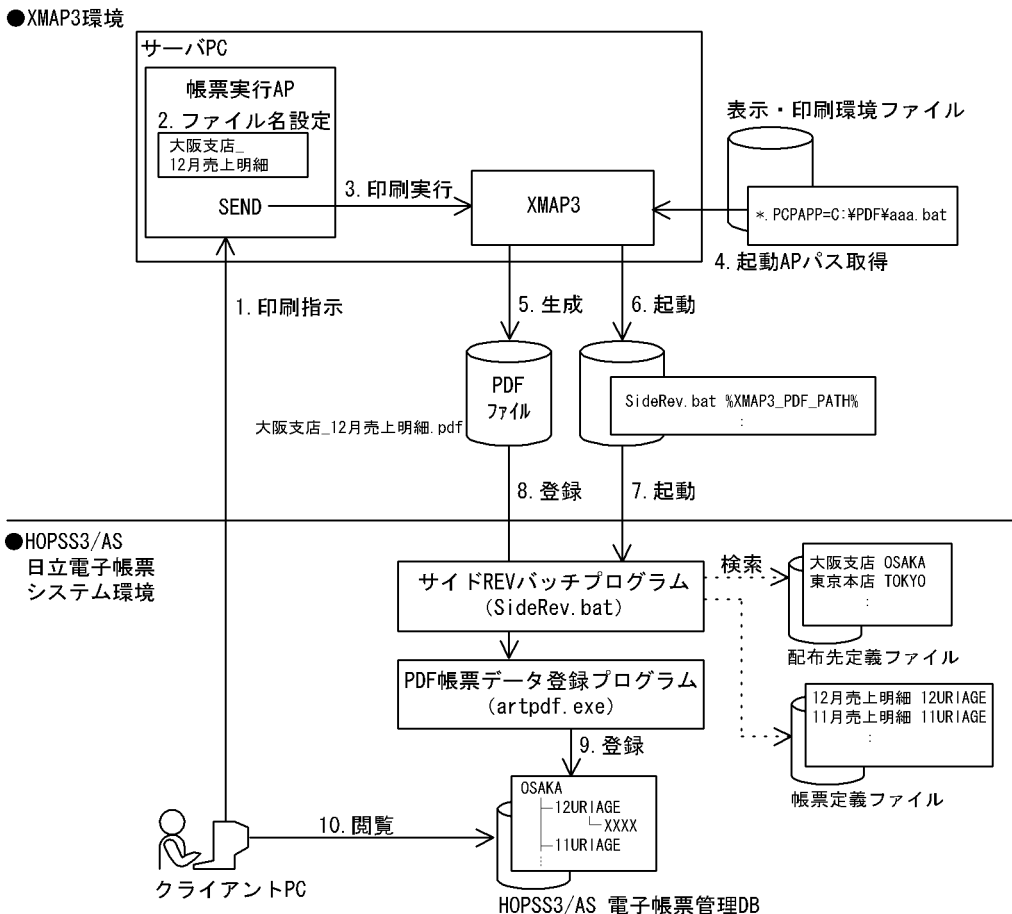 ●XMAP3環境
サーバPC
帳票実行AP
2.ファイル名設定
大阪支店_
12月売上明細
SEND
3.印刷実行
XMAP3
表示・印刷環境ファイル
*.PCPAPP=C:¥PDF¥aaa.bat
4.起動APパス取得
1.印刷指示
5.生成
6.起動
PDF
ファイル
大阪支店_12月売上明細.pdf
SideRev.bat %XMAP3_PDF_PATH%
:
8.登録
7.起動
●HOPSS3/AS
日立電子帳票
システム環境
サイドREVバッチプログラム
(SideRev.bat)
検索
大阪支店 OSAKA
東京本店 TOKYO
:
配布先定義ファイル
PDF帳票データ登録プログラム
(artpdf.exe)
12月売上明細 12URIAGE
11月売上明細 11URIAGE
:
帳票定義ファイル
9.登録
OSAKA
12URIAGE
XXXX
11URIAGE
:
10.閲覧
クライアントPC
HOPSS3/AS 電子帳票管理DB